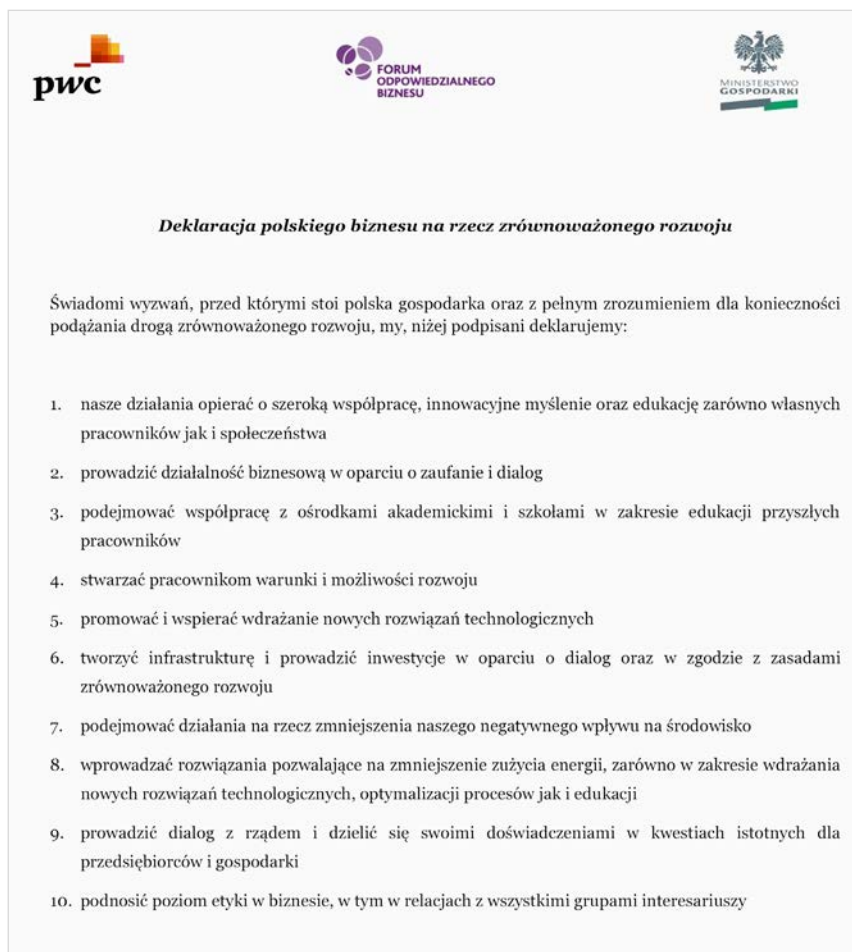 pwc
FORUM
ODPOWIEDZIALNEGO
BIZNESU
MINISTERSTWO
GOSPODARKI
Deklaracja polskiego biznesu na rzecz zrównoważonego rozwoju
Świadomi wyzwań, przed którymi stoi polska gospodarka oraz z pełnym zrozumieniem dla konieczności
podążania drogą zrównoważonego rozwoju, my, niżej podpisani deklarujemy:
1. nasze działania opierać o szeroką współpracę, innowacyjne myślenie oraz edukację zarówno własnych
pracowników jak i społeczeństwa
2. prowadzić działalność biznesową w oparciu o zaufanie i dialog
3. podejmować współpracę z ośrodkami akademickimi i szkołami w zakresie edukacji przyszłych
pracowników
4. stwarzać pracownikom warunki i możliwości rozwoju
5. promować i wspierać wdrażanie nowych rozwiązań technologicznych
6. tworzyć infrastrukturę i prowadzić inwestycje w oparciu o dialog oraz w zgodzie z zasadami
zrównoważonego rozwoju
7. podejmować działania na rzecz zmniejszenia naszego negatywnego wpływu na środowisko
8. wprowadzać rozwiązania pozwalające na zmniejszenie zużycia energii, zarówno w zakresie wdrażania
nowych rozwiązań technologicznych, optymalizacji procesów jak i edukacji
9. prowadzić dialog z rządem i dzielić się swoimi doświadczeniami w kwestiach istotnych dla
przedsiębiorców i gospodarki
10. podnosić poziom etyki w biznesie, w tym w relacjach z wszystkimi grupami interesariuszy